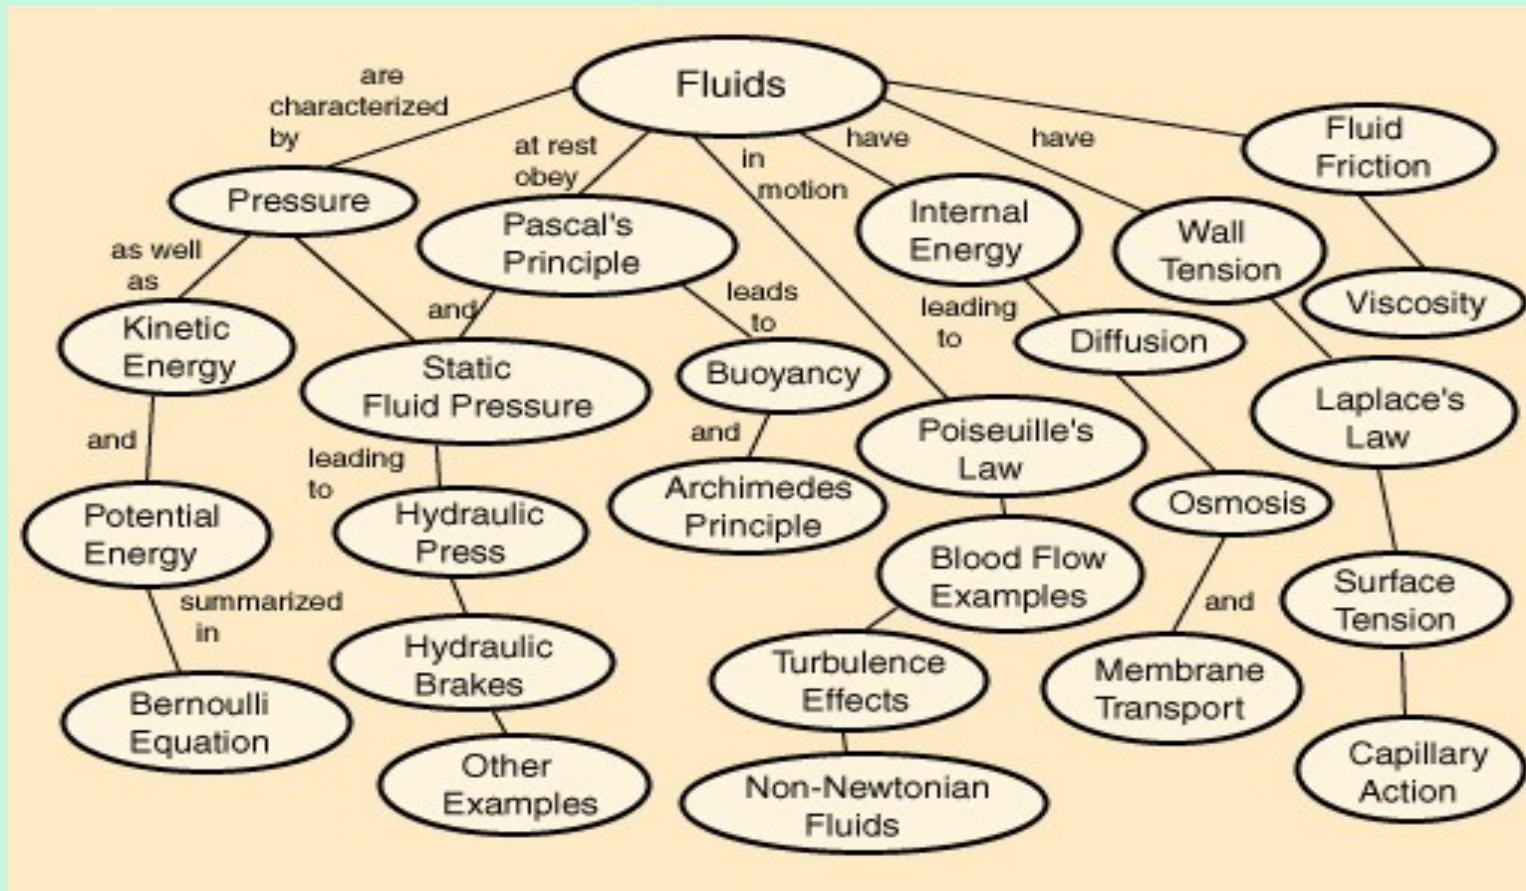 Fluids
are
characterized
by
at rest
obey
in
motion
have
have
Fluid
Friction
Pressure
Pascal's
Principle
Internal
Energy
Wall
Tension
as well
as
and
leads
to
leading
to
Viscosity
Kinetic
Energy
Static
Fluid Pressure
Buoyancy
Diffusion
Laplace's
Law
and
leading
to
and
Poiseuille's
Law
Archimedes
Principle
Osmosis
Potential
Energy
Hydraulic
Press
Blood Flow
Examples
and
Surface
Tension
summarized
in
Hydraulic
Brakes
Turbulence
Effects
Membrane
Transport
Bernoulli
Equation
Other
Examples
Non-Newtonian
Fluids
Capillary
Action